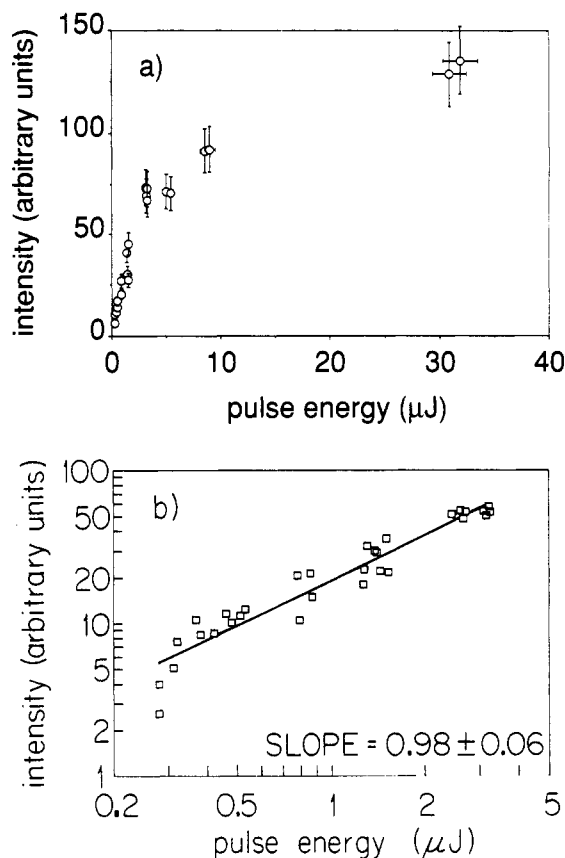 a)
intensity (arbitrary units)
150
100
50
0
0 10 20 30 40
pulse energy (μJ)
b)
intensity (arbitrary units)
100
50
20
10
5
2
1
SLOPE = 0.98 ± 0.06
0.2 0.5 1 2 5
pulse energy (μJ)